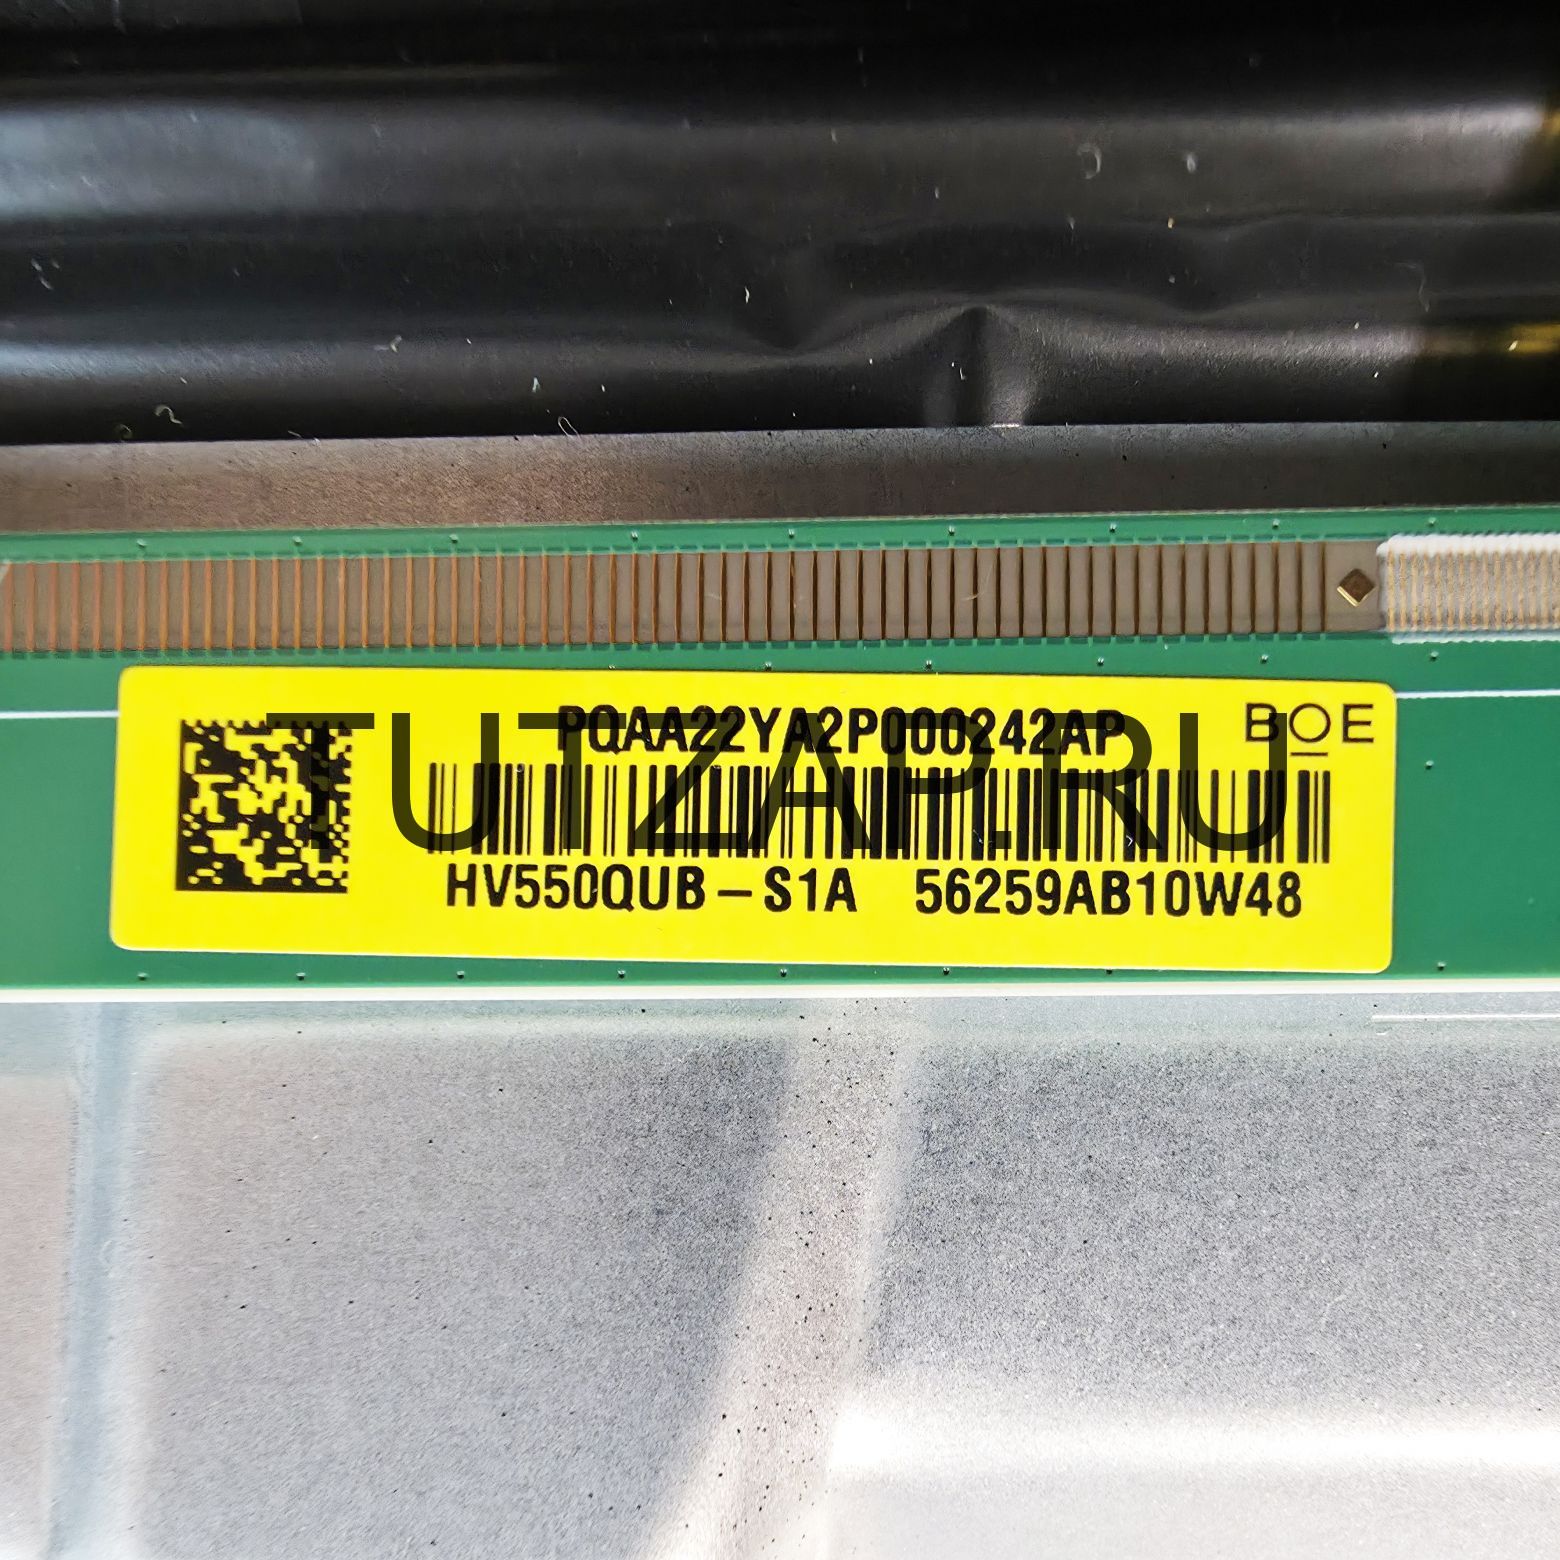 PQAA22YA2P000242AP
BOE
TUTZAP.RU
HV550QUB-S1A 56259AB10W48